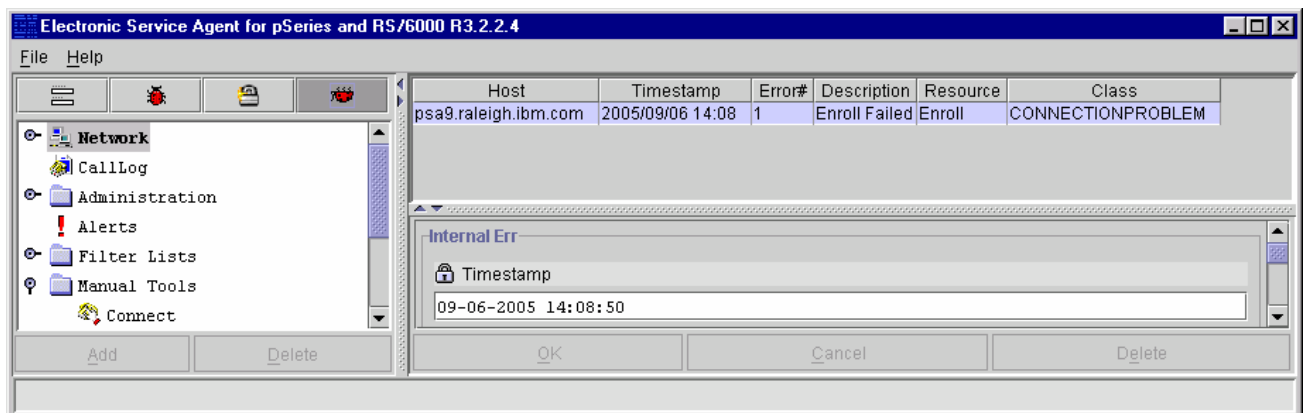 Electronic Service Agent for pSeries and RS/6000 R3.2.2.4
File Help
Host Timestamp Error# Description Resource Class
psa9.raleigh.ibm.com 2005/09/06 14:08 1 Enroll Failed Enroll CONNECTIONPROBLEM
Network
CallLog
Administration
Alerts
Filter Lists
Manual Tools
Connect
Add Delete
Internal Err
Timestamp
09-06-2005 14:08:50
OK Cancel Delete